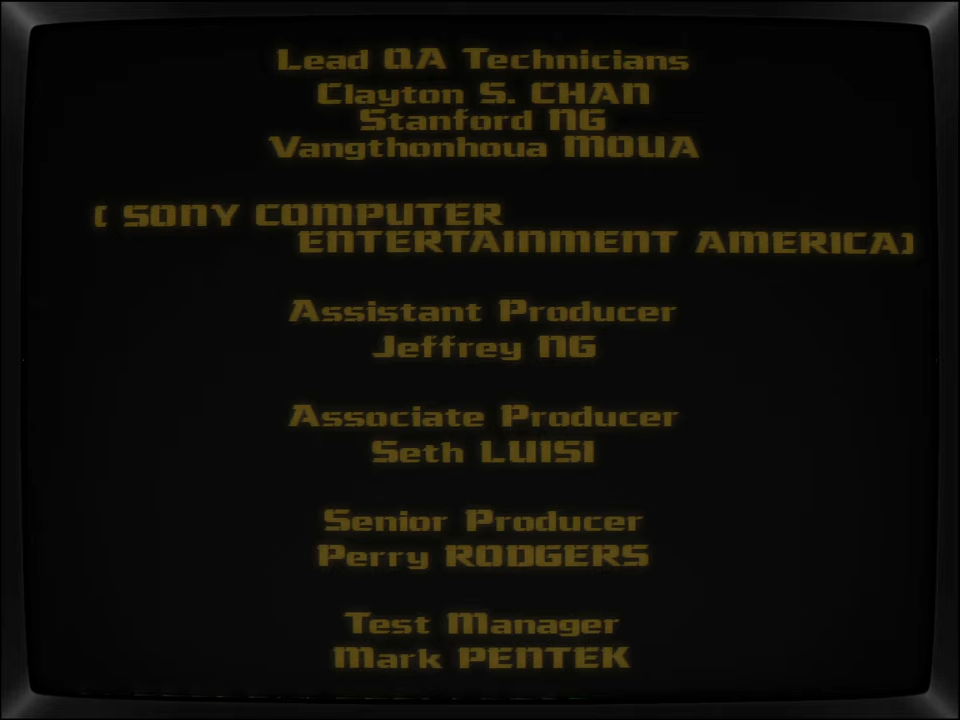 Lead QA Technicians
Clayton S. CHAN
Stanford NG
Vangthonhoua MOUA
[ SONY COMPUTER
ENTERTAINMENT AMERICA]
Assistant Producer
Jeffrey NG
Associate Producer
Seth LUISI
Senior Producer
Perry RODGERS
Test Manager
Mark PENTEK